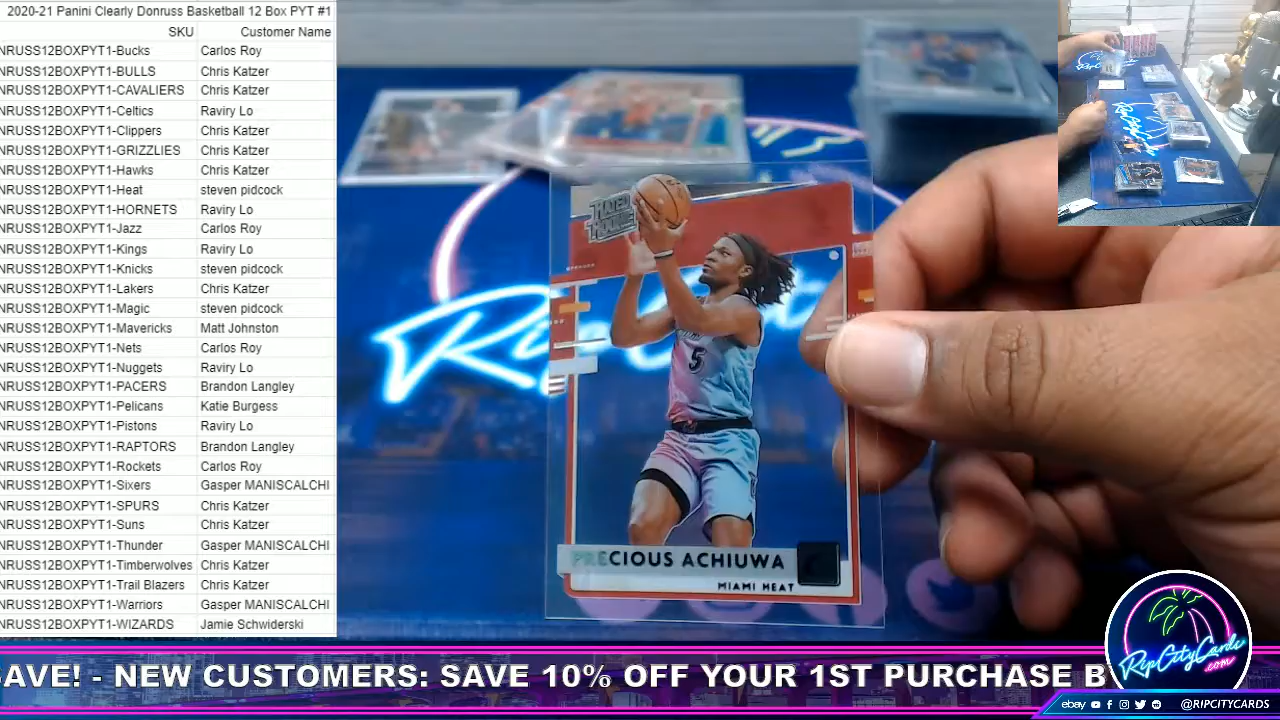 2020-21 Panini Clearly Donruss Basketball 12 Box PYT #1
SKU Customer Name
NRUSS12BOXPYT1-Bucks Carlos Roy
NRUSS12BOXPYT1-BULLS Chris Katzer
NRUSS12BOXPYT1-CAVALIERS Chris Katzer
NRUSS12BOXPYT1-Celtics Raviry Lo
NRUSS12BOXPYT1-Clippers Chris Katzer
NRUSS12BOXPYT1-GRIZZLIES Chris Katzer
NRUSS12BOXPYT1-Hawks Chris Katzer
NRUSS12BOXPYT1-Heat steven pidcock
NRUSS12BOXPYT1-HORNETS Raviry Lo
NRUSS12BOXPYT1-Jazz Carlos Roy
NRUSS12BOXPYT1-Kings Raviry Lo
NRUSS12BOXPYT1-Knicks steven pidcock
NRUSS12BOXPYT1-Lakers Chris Katzer
NRUSS12BOXPYT1-Magic steven pidcock
NRUSS12BOXPYT1-Mavericks Matt Johnston
NRUSS12BOXPYT1-Nets Carlos Roy
NRUSS12BOXPYT1-Nuggets Raviry Lo
NRUSS12BOXPYT1-PACERS Brandon Langley
NRUSS12BOXPYT1-Pelicans Katie Burgess
NRUSS12BOXPYT1-Pistons Raviry Lo
NRUSS12BOXPYT1-RAPTORS Brandon Langley
NRUSS12BOXPYT1-Rockets Carlos Roy
NRUSS12BOXPYT1-Sixers Gasper MANISCALCHI
NRUSS12BOXPYT1-SPURS Chris Katzer
NRUSS12BOXPYT1-Suns Chris Katzer
NRUSS12BOXPYT1-Thunder Gasper MANISCALCHI
NRUSS12BOXPYT1-Timberwolves Chris Katzer
NRUSS12BOXPYT1-Trail Blazers Chris Katzer
NRUSS12BOXPYT1-Warriors Gasper MANISCALCHI
NRUSS12BOXPYT1-WIZARDS Jamie Schwiderski
RATED ROOKIE
5
PRECIOUS ACHIUWA
MIAMI HEAT
AVE! - NEW CUSTOMERS: SAVE 10% OFF YOUR 1ST PURCHASE B
RipCityCards
.com
ebay @RIPCITYCARDS